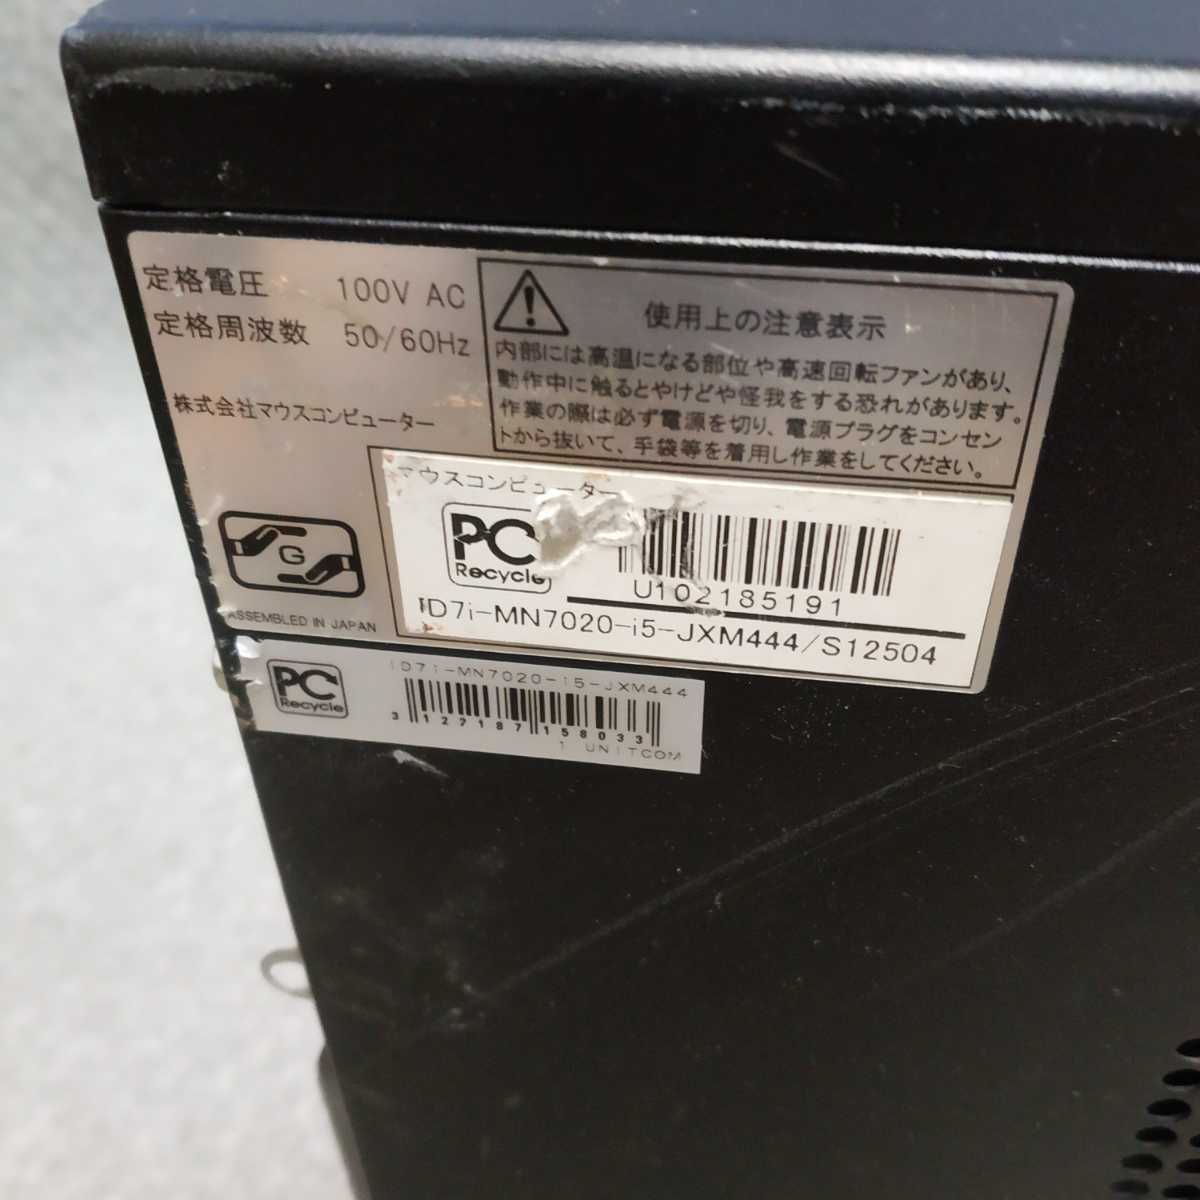 定格電圧 100V AC
定格周波数 50/60Hz
株式会社マウスコンピューター
使用上の注意表示
内部には高温になる部位や高速回転ファンがあり、
動作中に触るとやけどや怪我をする恐れがあります。
作業の際は必ず電源を切り、電源プラグをコンセン
トから抜いて、手袋等を着用し作業をしてください。
G
ASSEMBLED IN JAPAN
マウスコンピューター
PC
Recycle
U102185191
ID7i-MN7020-i5-JXM444/S12504
PC
Recycle
ID7i-MN7020-i5-JXM444
3127187158033
1 UNITCOM